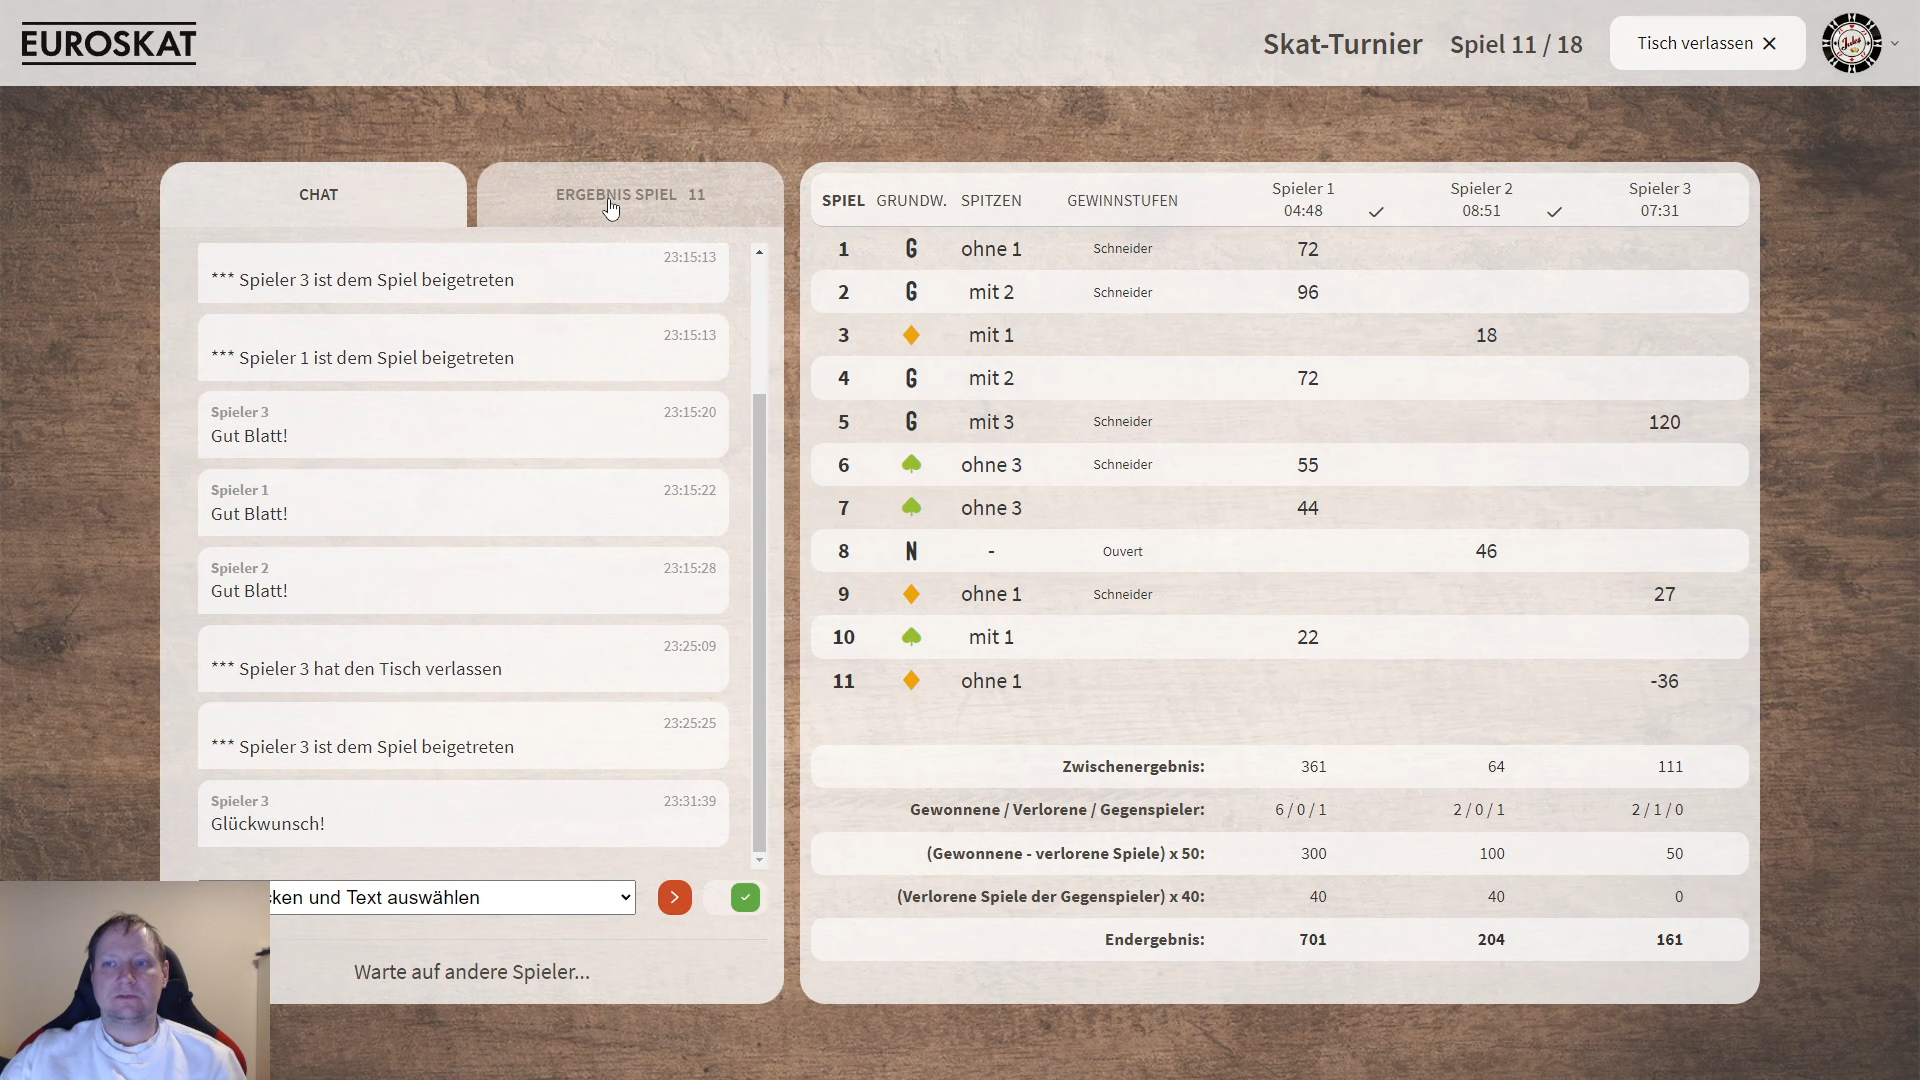 EUROSKAT
Skat-Turnier Spiel 11 / 18 Tisch verlassen
CHAT
ERGEBNIS SPIEL 11
23:15:13
*** Spieler 3 ist dem Spiel beigetreten
23:15:13
*** Spieler 1 ist dem Spiel beigetreten
Spieler 3 23:15:20
Gut Blatt!
Spieler 1 23:15:22
Gut Blatt!
Spieler 2 23:15:28
Gut Blatt!
23:25:09
*** Spieler 3 hat den Tisch verlassen
23:25:25
*** Spieler 3 ist dem Spiel beigetreten
Spieler 3 23:31:39
Glückwunsch!
und Text auswählen
Warte auf andere Spieler...
SPIEL GRUNDW. SPITZEN GEWINNSTUFEN Spieler 1 Spieler 2 Spieler 3
04:48 08:51 07:31
1 G ohne 1 Schneider 72
2 G mit 2 Schneider 96
3 mit 1 18
4 G mit 2 72
5 G mit 3 Schneider 120
6 ohne 3 Schneider 55
7 ohne 3 44
8 N - Ouvert 46
9 ohne 1 Schneider 27
10 mit 1 22
11 ohne 1 -36
Zwischenergebnis: 361 64 111
Gewonnene / Verlorene / Gegenspieler: 6 / 0 / 1 2 / 0 / 1 2 / 1 / 0
(Gewonnene - verlorene Spiele) x 50: 300 100 50
(Verlorene Spiele der Gegenspieler) x 40: 40 40 0
Endergebnis: 701 204 161